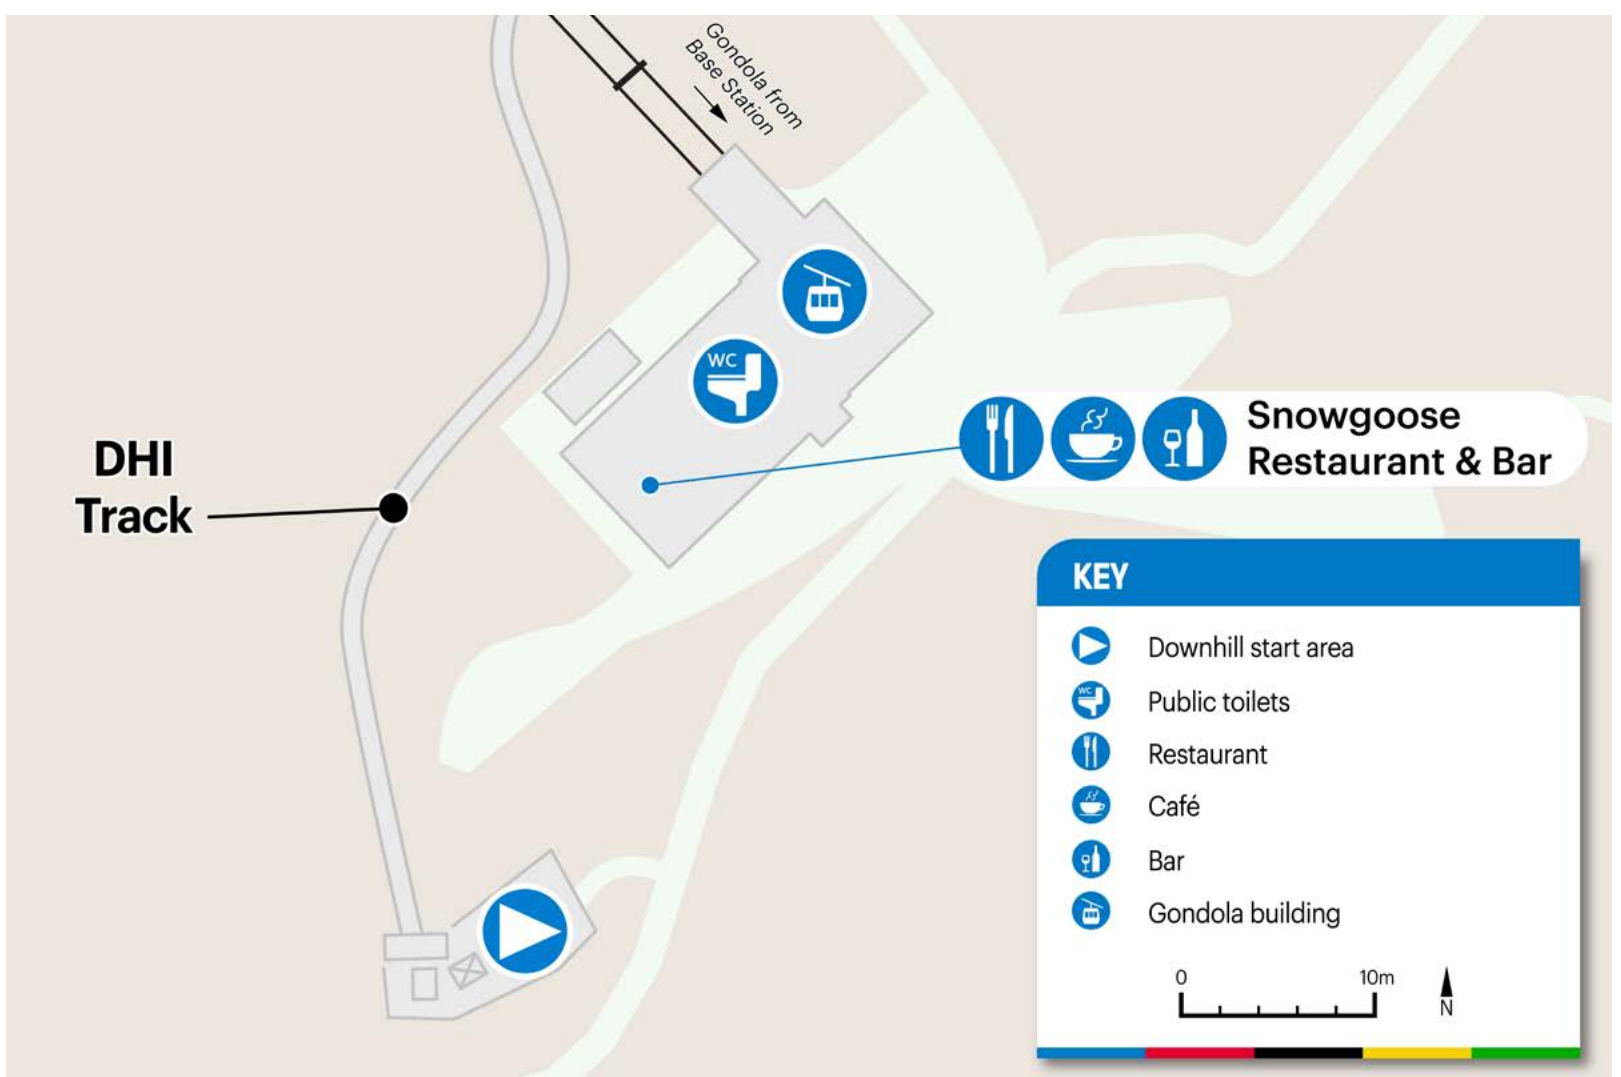 Gondola from
Base Station
WC
DHI
Track
Snowgoose
Restaurant & Bar
KEY
Downhill start area
WC
Public toilets
Restaurant
Café
Bar
Gondola building
0 10m
N